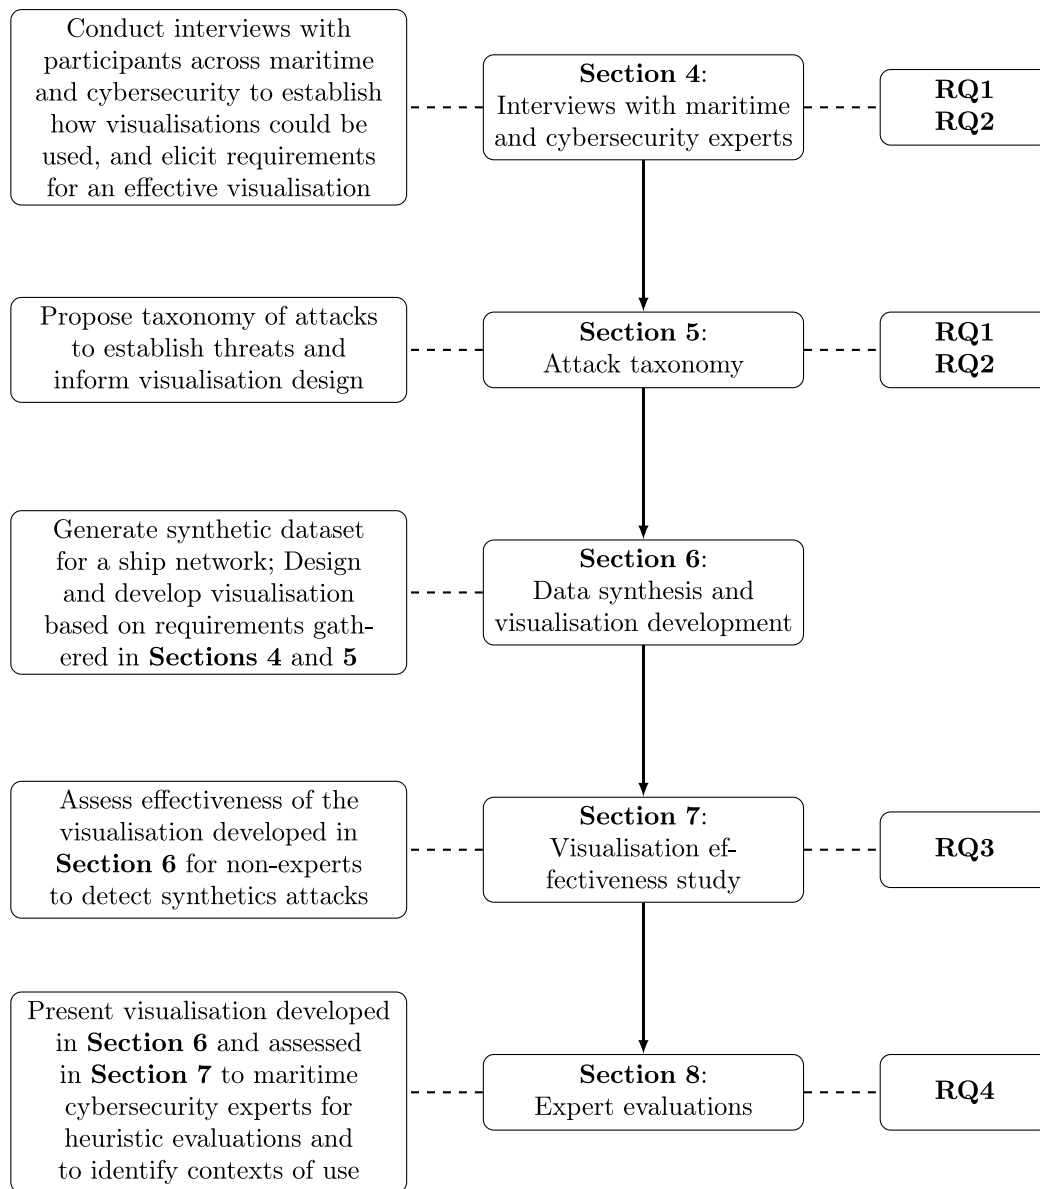 Conduct interviews with
participants across maritime
and cybersecurity to establish
how visualisations could be
used, and elicit requirements
for an effective visualisation
Section 4:
Interviews with maritime
and cybersecurity experts
RQ1
RQ2
Propose taxonomy of attacks
to establish threats and
inform visualisation design
Section 5:
Attack taxonomy
RQ1
RQ2
Generate synthetic dataset
for a ship network; Design
and develop visualisation
based on requirements gath-
ered in Sections 4 and 5
Section 6:
Data synthesis and
visualisation development
Assess effectiveness of the
visualisation developed in
Section 6 for non-experts
to detect synthetics attacks
Section 7:
Visualisation ef-
fectiveness study
RQ3
Present visualisation developed
in Section 6 and assessed
in Section 7 to maritime
cybersecurity experts for
heuristic evaluations and
to identify contexts of use
Section 8:
Expert evaluations
RQ4